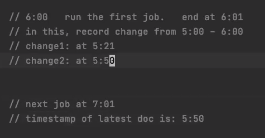 // 6:00   run the first job.   end at 6:01
// in this, record change from 5:00 - 6:00
// change1: at 5:21
// change2: at 5:50
// next job at 7:01
// timestamp of latest doc is: 5:50